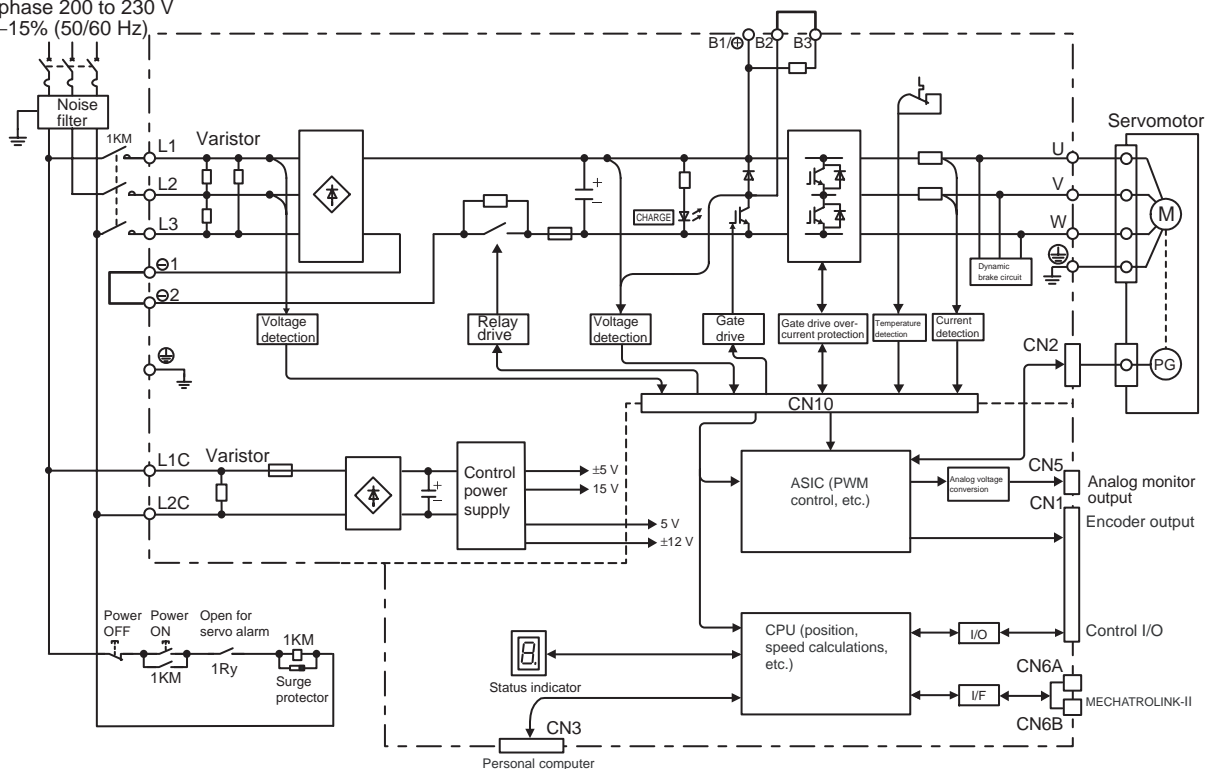 phase 200 to 230 V
–15% (50/60 Hz)
B1/⊕ B2 B3
Noise
filter
1KM
L1
Varistor
L2
L3
⊖1
⊖2
+
–
CHARGE
Servomotor
U
V
W
M
Dynamic
brake circuit
Voltage
detection
Relay
drive
Voltage
detection
Gate
drive
Gate drive over-
current protection
Temperature
detection
Current
detection
CN2
PG
CN10
L1C
Varistor
L2C
+
–
Control
power
supply
±5 V
15 V
5 V
±12 V
ASIC (PWM
control, etc.)
Analog voltage
conversion
CN5
Analog monitor
output
CN1
Encoder output
Power
OFF
Power
ON
Open for
servo alarm
1KM
1KM
1Ry
Surge
protector
8.
Status indicator
CPU (position,
speed calculations,
etc.)
I/O
Control I/O
CN6A
I/F
MECHATROLINK-II
CN6B
CN3
Personal computer